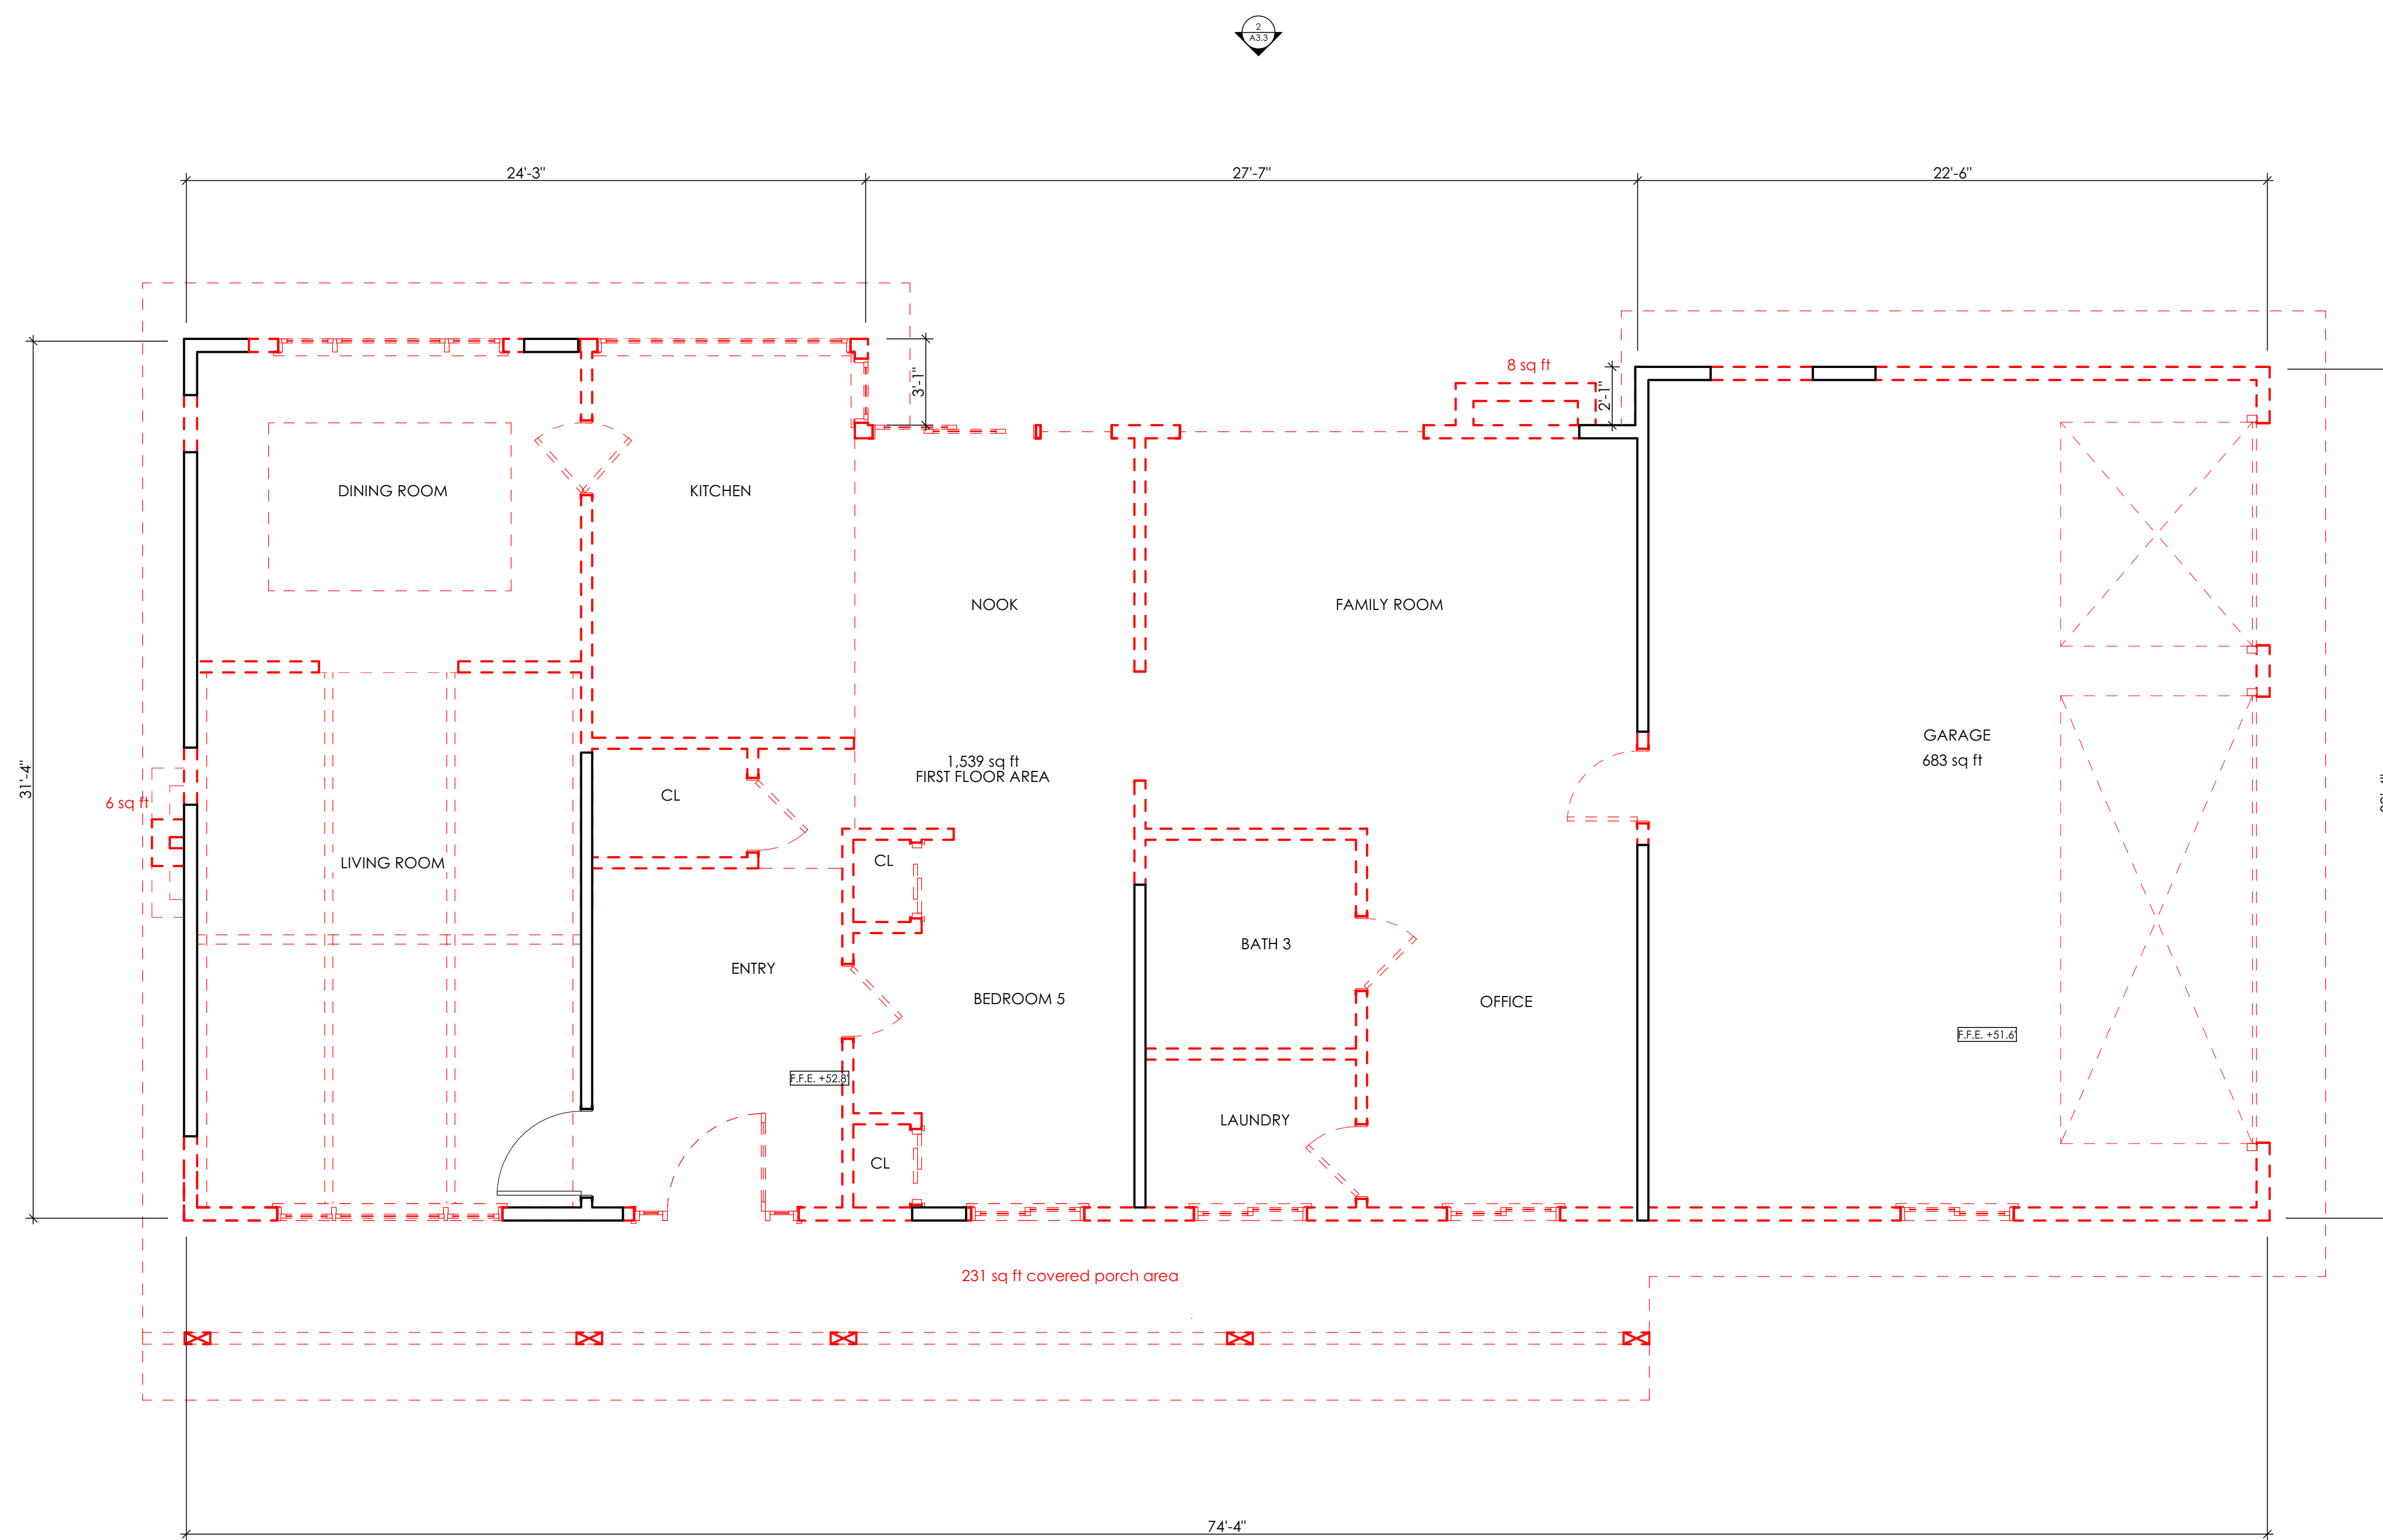 2
A3.3
24'-3"
27'-7"
22'-6"
3'-1"
8 sq ft
2'-1"
DINING ROOM
KITCHEN
NOOK
FAMILY ROOM
GARAGE
683 sq ft
1,539 sq ft
FIRST FLOOR AREA
31'-4"
6 sq ft
CL
LIVING ROOM
CL
BATH 3
ENTRY
BEDROOM 5
OFFICE
F.F.E. +51.6'
F.F.E. +52.8'
LAUNDRY
CL
231 sq ft covered porch area
74'-4"